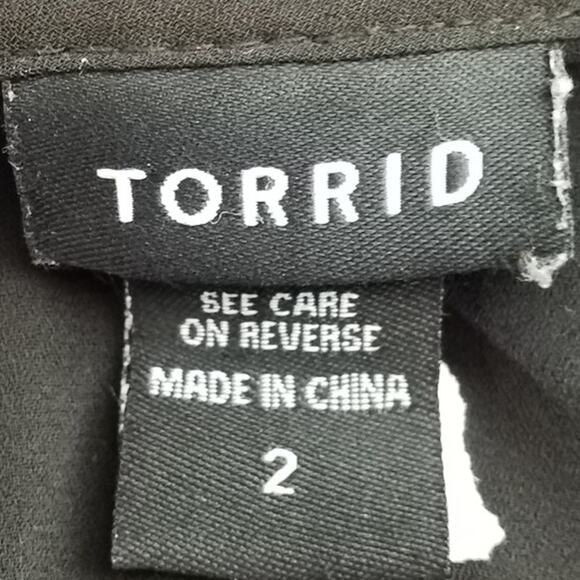 TORRID
SEE CARE
ON REVERSE
MADE IN CHINA
2